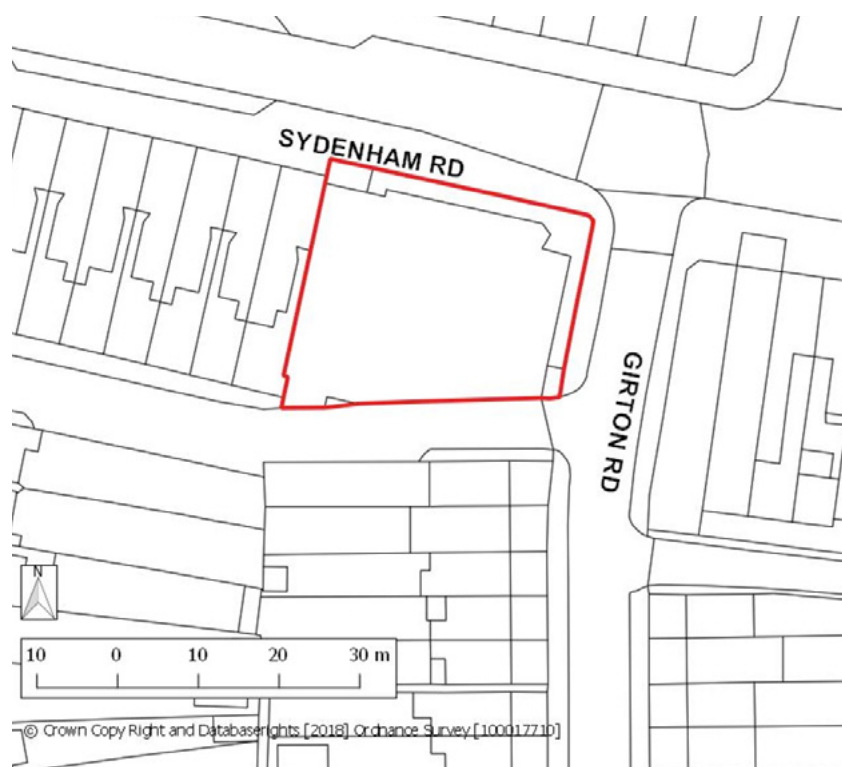 SYDENHAM RD
GIRTON RD
N
10 0 10 20 30 m
© Crown Copy Right and Databaserights [2018] Ordnance Survey [100017710]